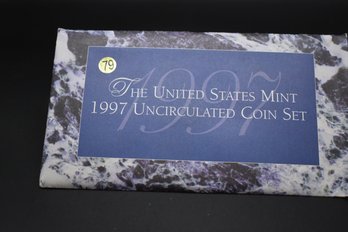 79
1997
The United States Mint
1997 Uncirculated Coin Set